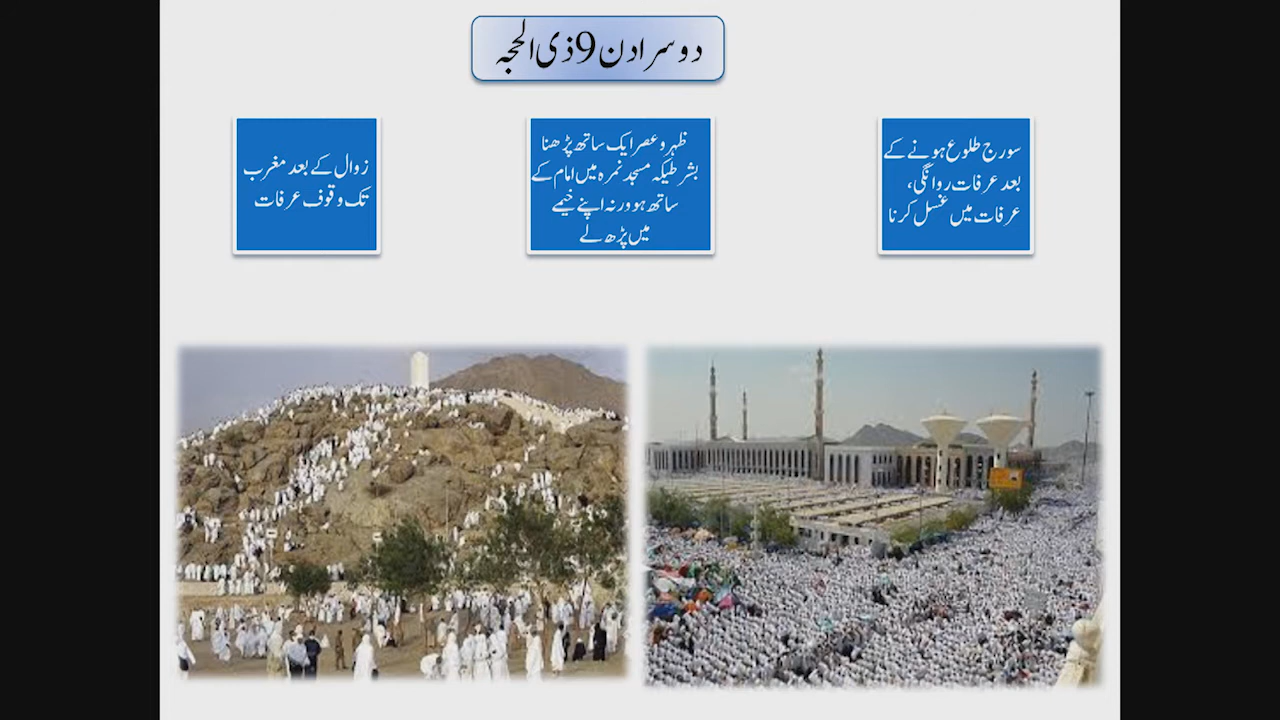 دوسرا دن 9 ذی الحجہ
سورج طلوع ہونے کے
بعد عرفات روانگی،
عرفات میں غسل کرنا
ظہر و عصر ایک ساتھ پڑھنا
بشرطیکہ مسجد نمرہ میں امام کے
ساتھ ہو ورنہ اپنے خیمے
میں پڑھ لے
زوال کے بعد مغرب
تک وقوف عرفات